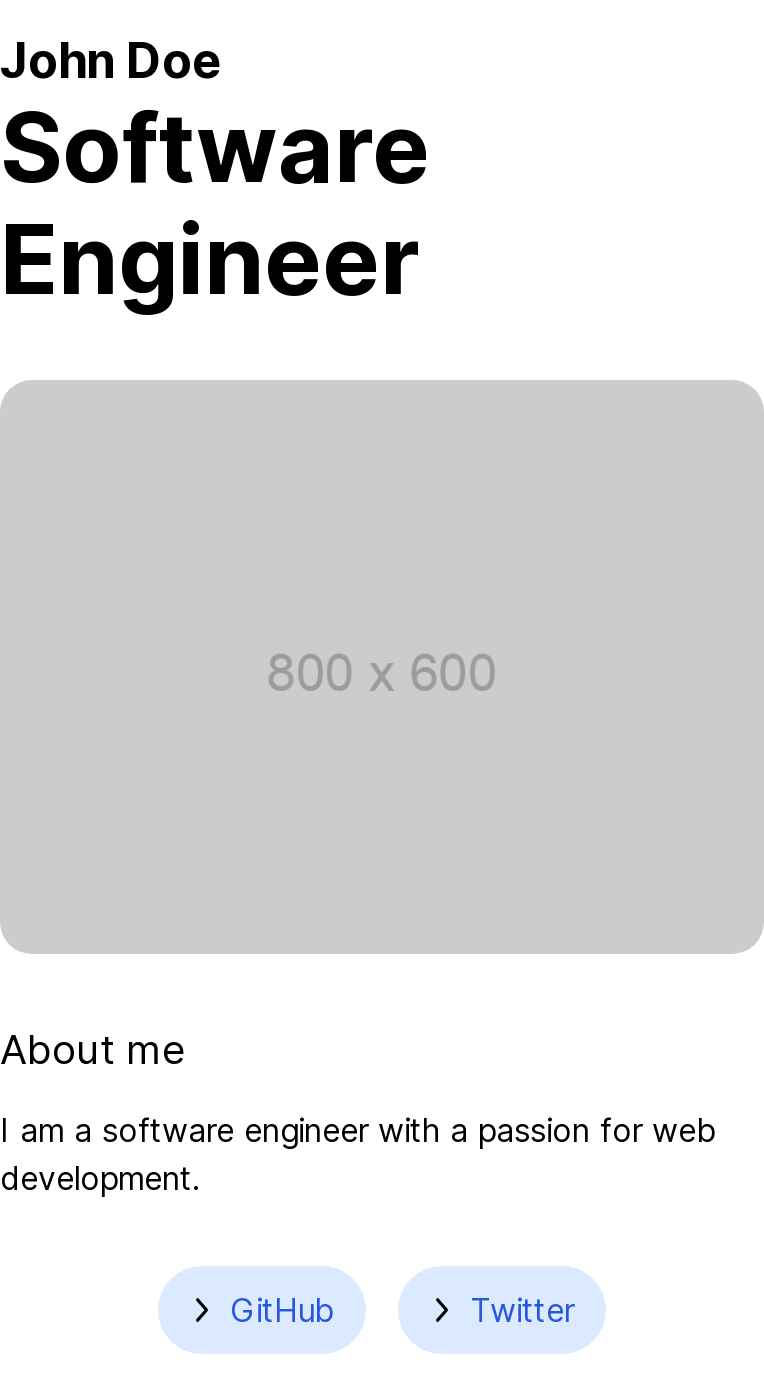 John Doe
Software
Engineer
800 x 600
About me
I am a software engineer with a passion for web
development.
GitHub
Twitter